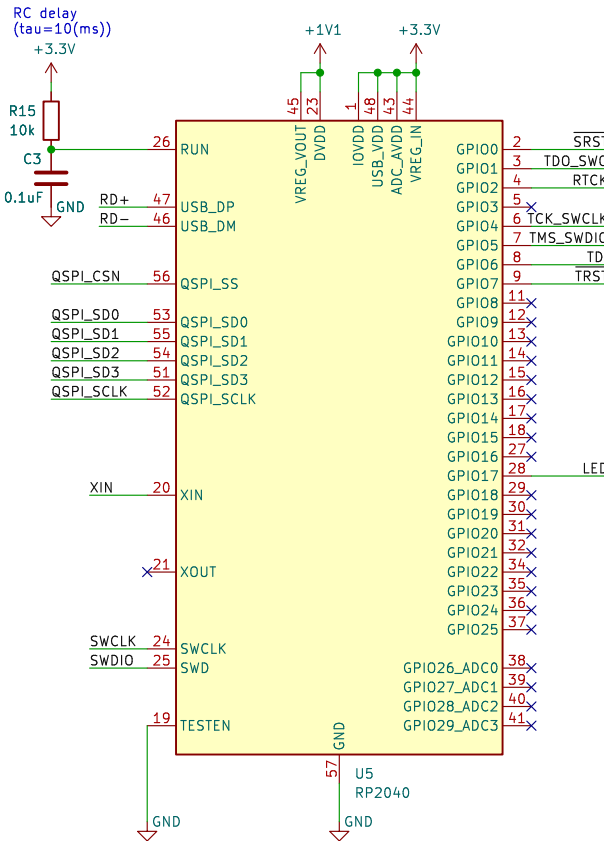 RC delay
(tau=10(ms))
+3.3V
+1V1
+3.3V
R15
10k
C3
0.1uF
GND
45
23
1
48
43
44
VREG_VOUT
DVDD
IOVDD
USB_VDD
ADC_AVDD
VREG_IN
26 RUN
RD+ 47 USB_DP
RD- 46 USB_DM
QSPI_CSN 56 QSPI_SS
QSPI_SD0 53 QSPI_SD0
QSPI_SD1 55 QSPI_SD1
QSPI_SD2 54 QSPI_SD2
QSPI_SD3 51 QSPI_SD3
QSPI_SCLK 52 QSPI_SCLK
XIN 20 XIN
21 XOUT
SWCLK 24 SWCLK
SWDIO 25 SWD
19 TESTEN
GND
GPIO0 2 SRST
GPIO1 3 TDO_SWO
GPIO2 4 RTCK
GPIO3 5
GPIO4 6 TCK_SWCLK
GPIO5 7 TMS_SWDIO
GPIO6 8 TD
GPIO7 9 TRST
GPIO8 11
GPIO9 12
GPIO10 13
GPIO11 14
GPIO12 15
GPIO13 16
GPIO14 17
GPIO15 18
GPIO16 27
GPIO17 28 LED
GPIO18 29
GPIO19 30
GPIO20 31
GPIO21 32
GPIO22 34
GPIO23 35
GPIO24 36
GPIO25 37
GPIO26_ADC0 38
GPIO27_ADC1 39
GPIO28_ADC2 40
GPIO29_ADC3 41
GND
57
U5
RP2040
GND